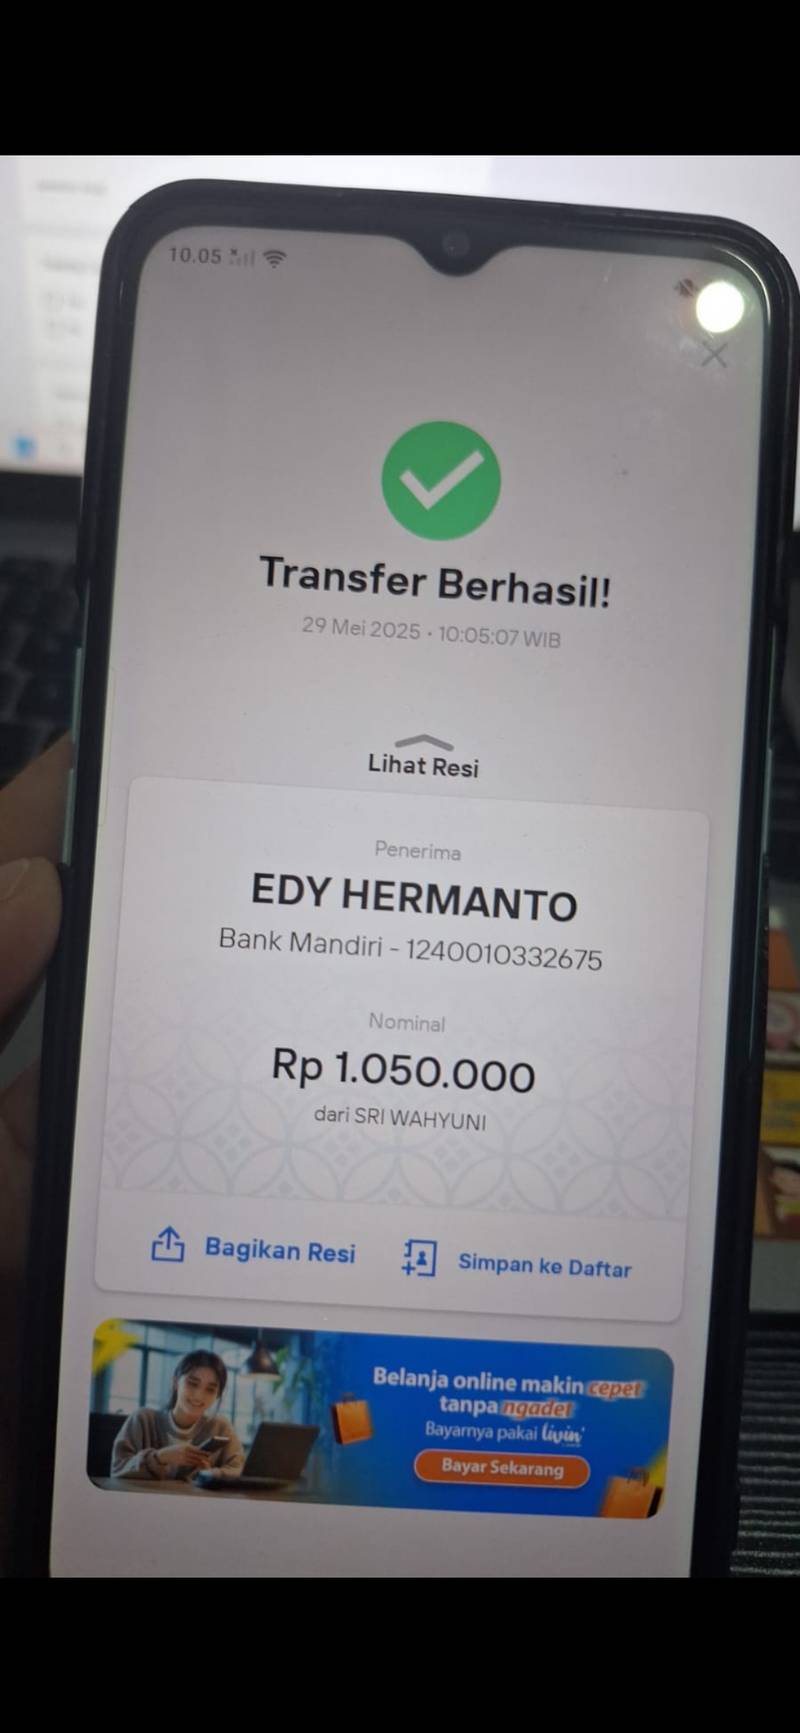 10.05
Transfer Berhasil!
29 Mei 2025 • 10:05:07 WIB
Lihat Resi
Penerima
EDY HERMANTO
Bank Mandiri - 1240010332675
Nominal
Rp 1.050.000
dari SRI WAHYUNI
Bagikan Resi
Simpan ke Daftar
Belanja online makin cepet
tanpa ngadet
Bayarnya pakai livin'
Bayar Sekarang